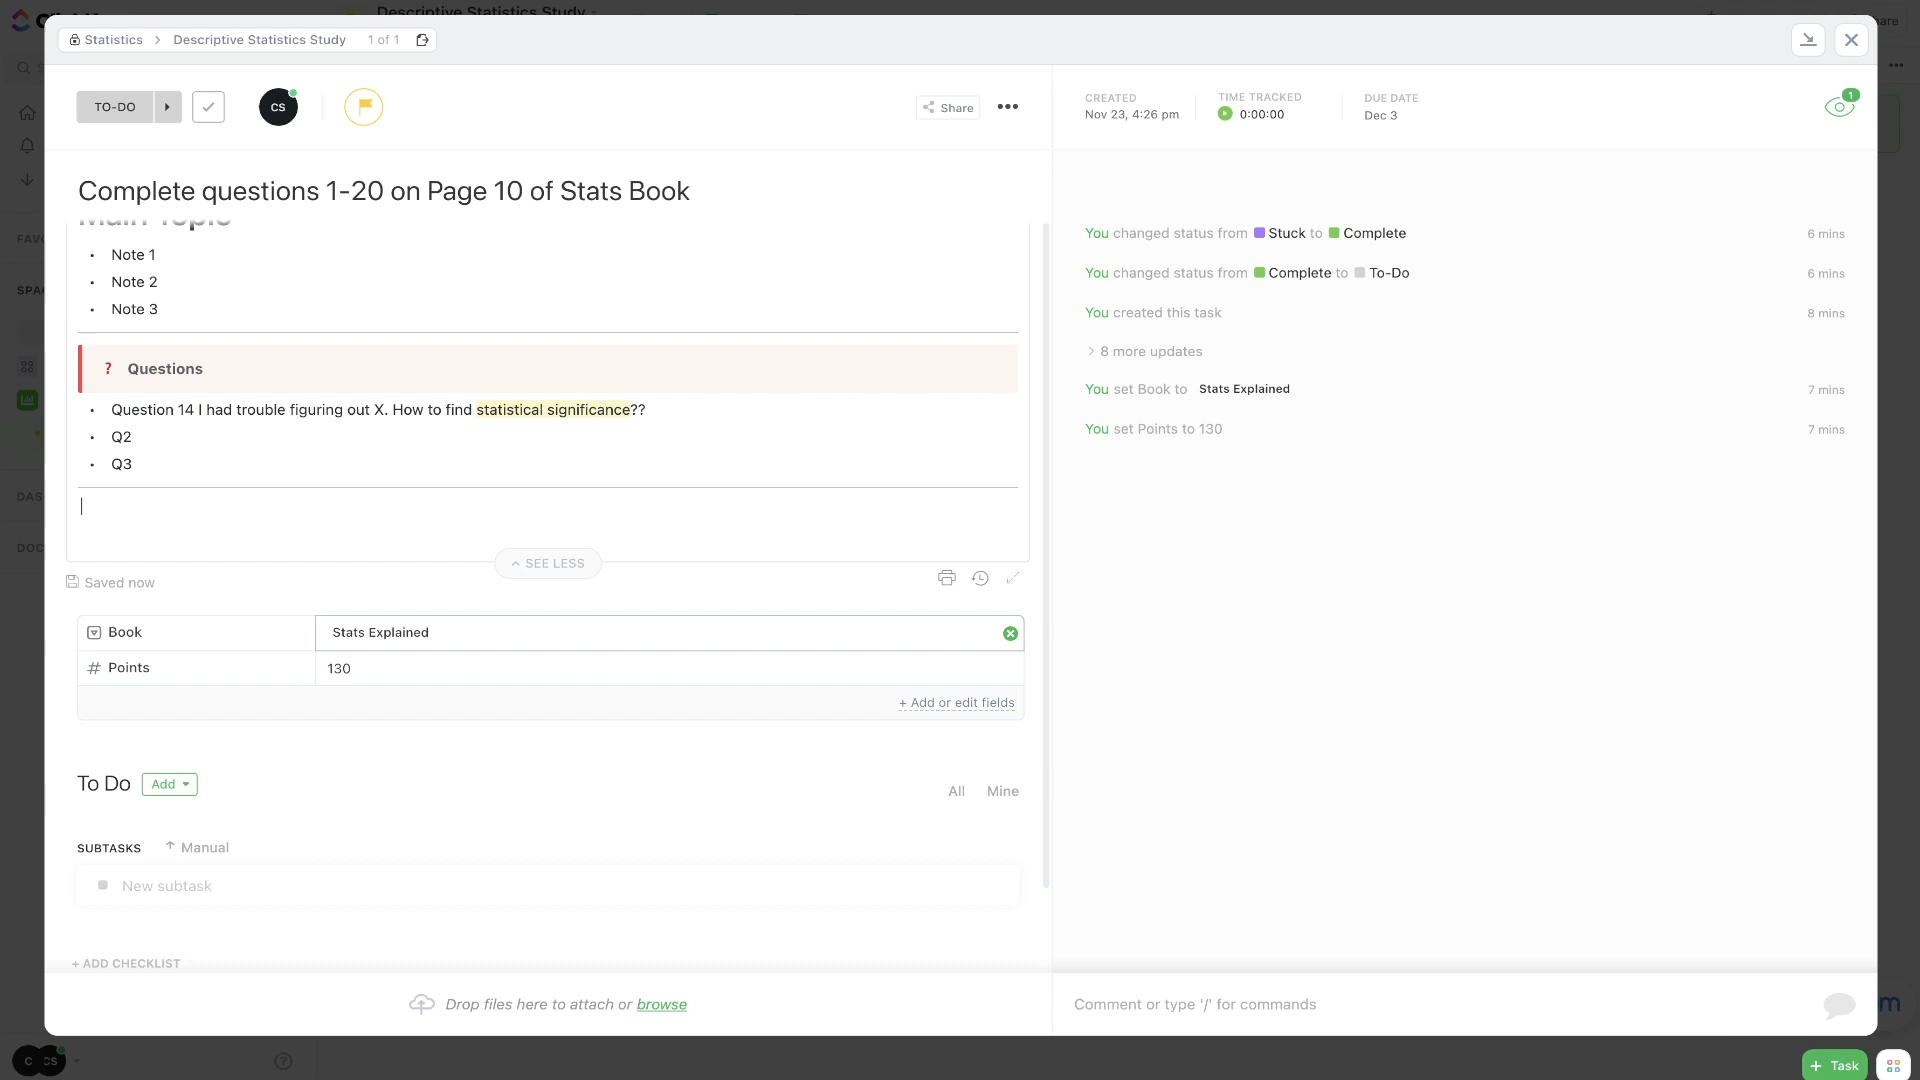 Descriptive Statistics Study
Statistics > Descriptive Statistics Study 1 of 1
TO-DO
CS
Share
CREATED
Nov 23, 4:26 pm
TIME TRACKED
0:00:00
DUE DATE
Dec 3
1
Complete questions 1-20 on Page 10 of Stats Book
Main Topic
• Note 1
• Note 2
• Note 3
? Questions
• Question 14 I had trouble figuring out X. How to find statistical significance??
• Q2
• Q3
SEE LESS
Saved now
Book Stats Explained
# Points 130
+ Add or edit fields
To Do Add
All Mine
SUBTASKS Manual
New subtask
+ ADD CHECKLIST
Drop files here to attach or browse
You changed status from Stuck to Complete 6 mins
You changed status from Complete to To-Do 6 mins
You created this task 8 mins
> 8 more updates
You set Book to Stats Explained 7 mins
You set Points to 130 7 mins
Comment or type '/' for commands
C CS
+ Task